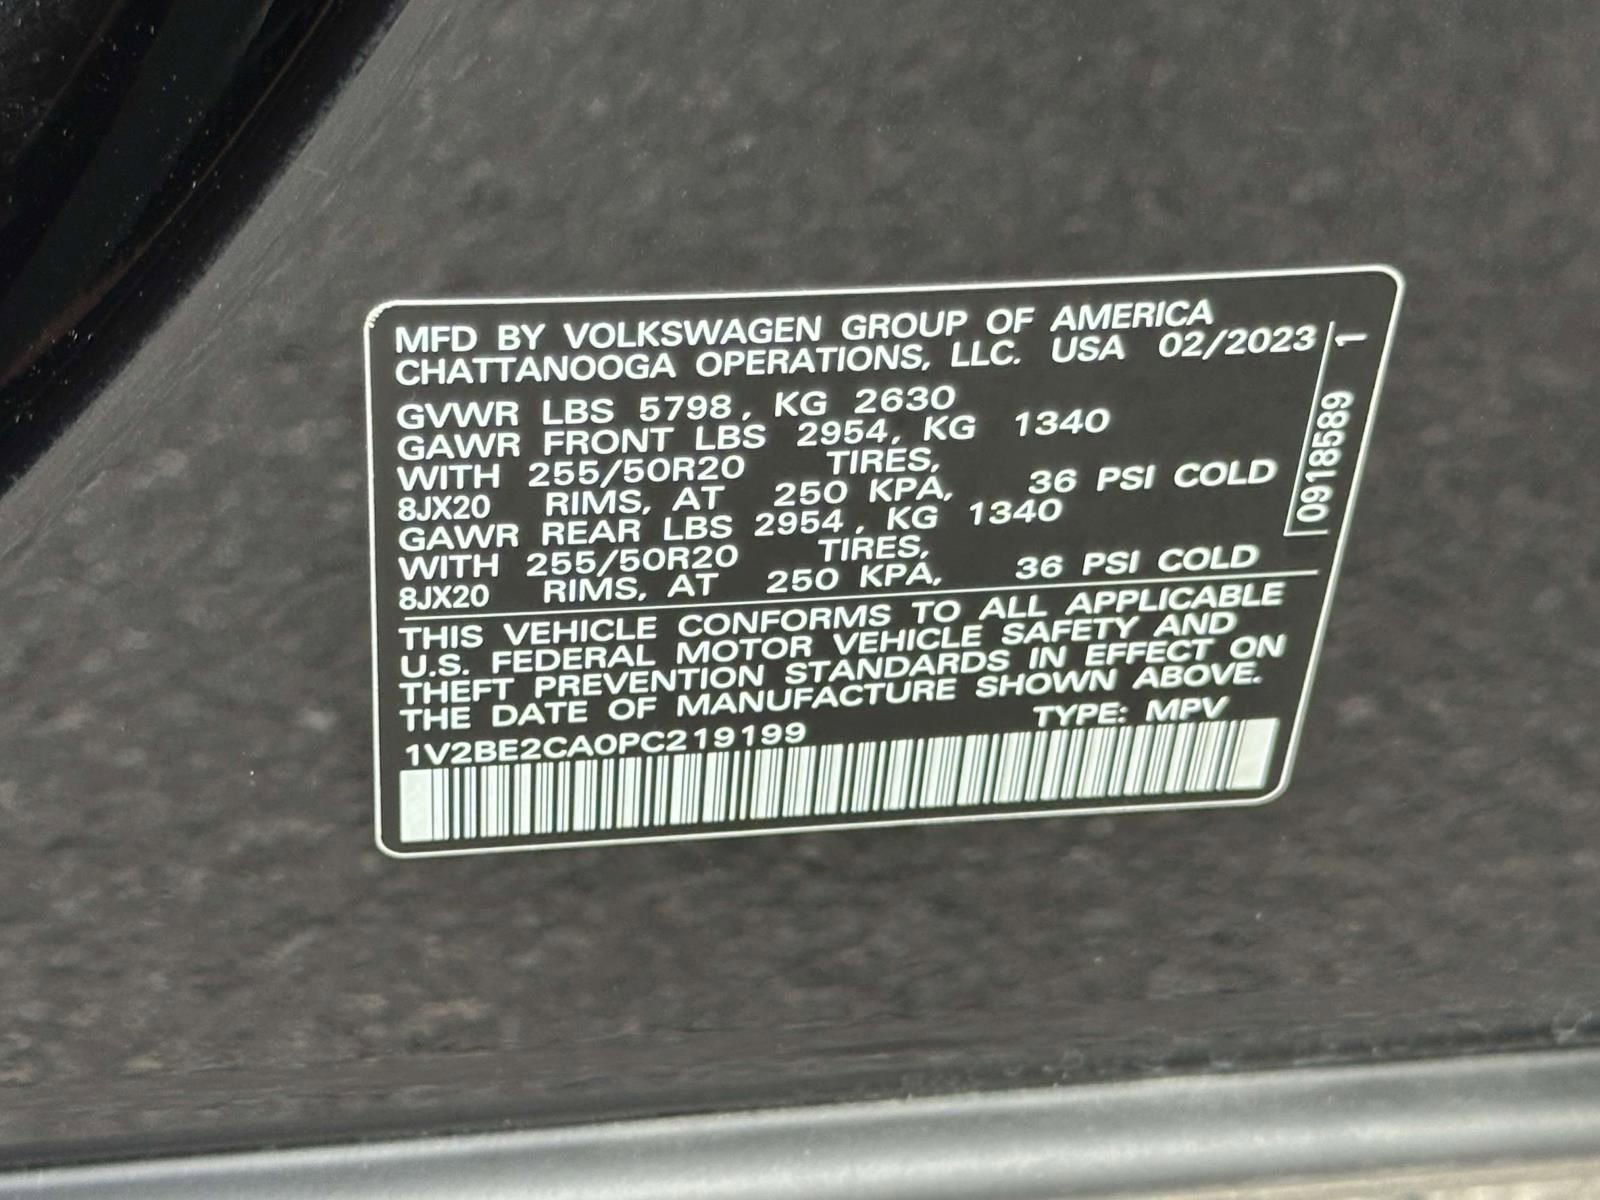 MFD BY VOLKSWAGEN GROUP OF AMERICA
CHATTANOOGA OPERATIONS, LLC. USA 02/2023
GVWR LBS 5798, KG 2630
GAWR FRONT LBS 2954, KG 1340
WITH 255/50R20 TIRES,
8JX20 RIMS, AT 250 KPA, 36 PSI COLD
GAWR REAR LBS 2954, KG 1340
WITH 255/50R20 TIRES,
8JX20 RIMS, AT 250 KPA, 36 PSI COLD
THIS VEHICLE CONFORMS TO ALL APPLICABLE
U.S. FEDERAL MOTOR VEHICLE SAFETY AND
THEFT PREVENTION STANDARDS IN EFFECT ON
THE DATE OF MANUFACTURE SHOWN ABOVE.
1V2BE2CA0PC219199 TYPE: MPV
0918589 1